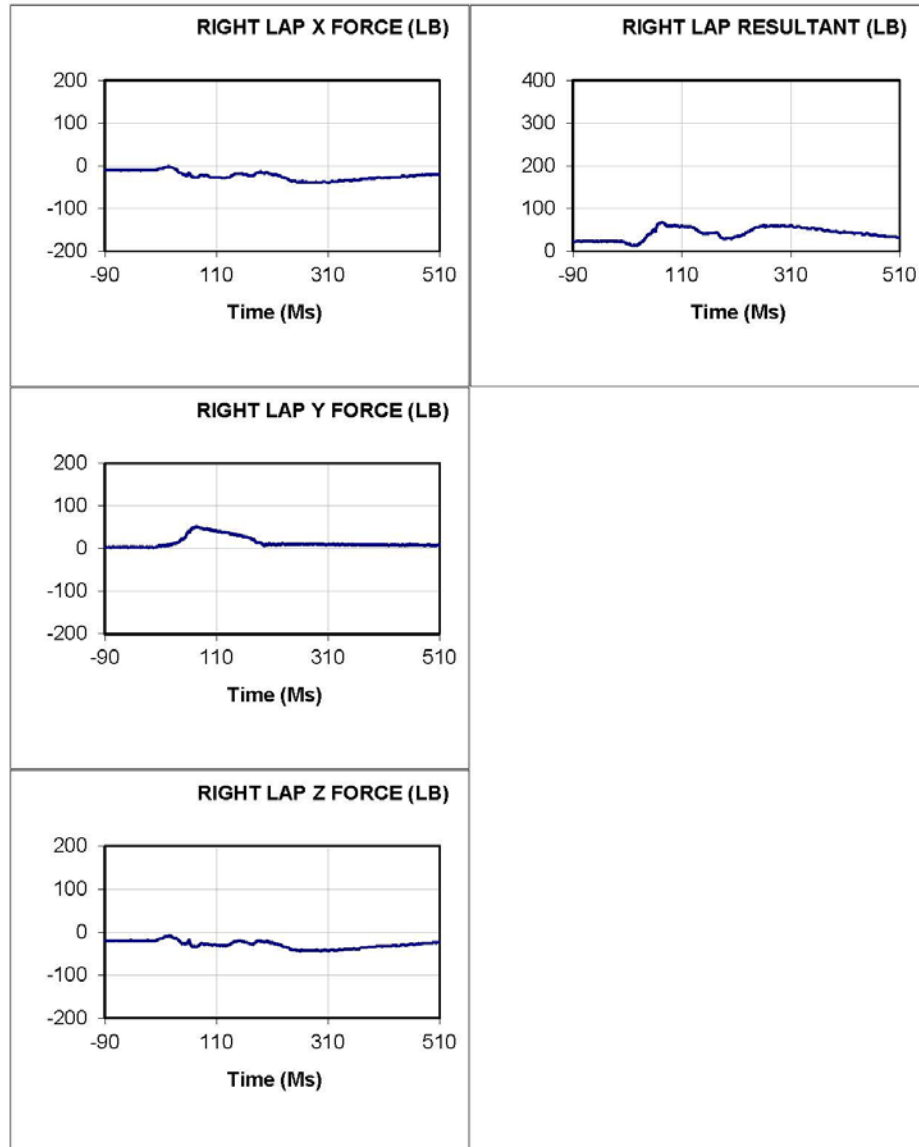 RIGHT LAP X FORCE (LB)
200
100
0
-100
-200
-90 110 310 510
Time (Ms)
RIGHT LAP RESULTANT (LB)
400
300
200
100
0
-90 110 310 510
Time (Ms)
RIGHT LAP Y FORCE (LB)
200
100
0
-100
-200
-90 110 310 510
Time (Ms)
RIGHT LAP Z FORCE (LB)
200
100
0
-100
-200
-90 110 310 510
Time (Ms)